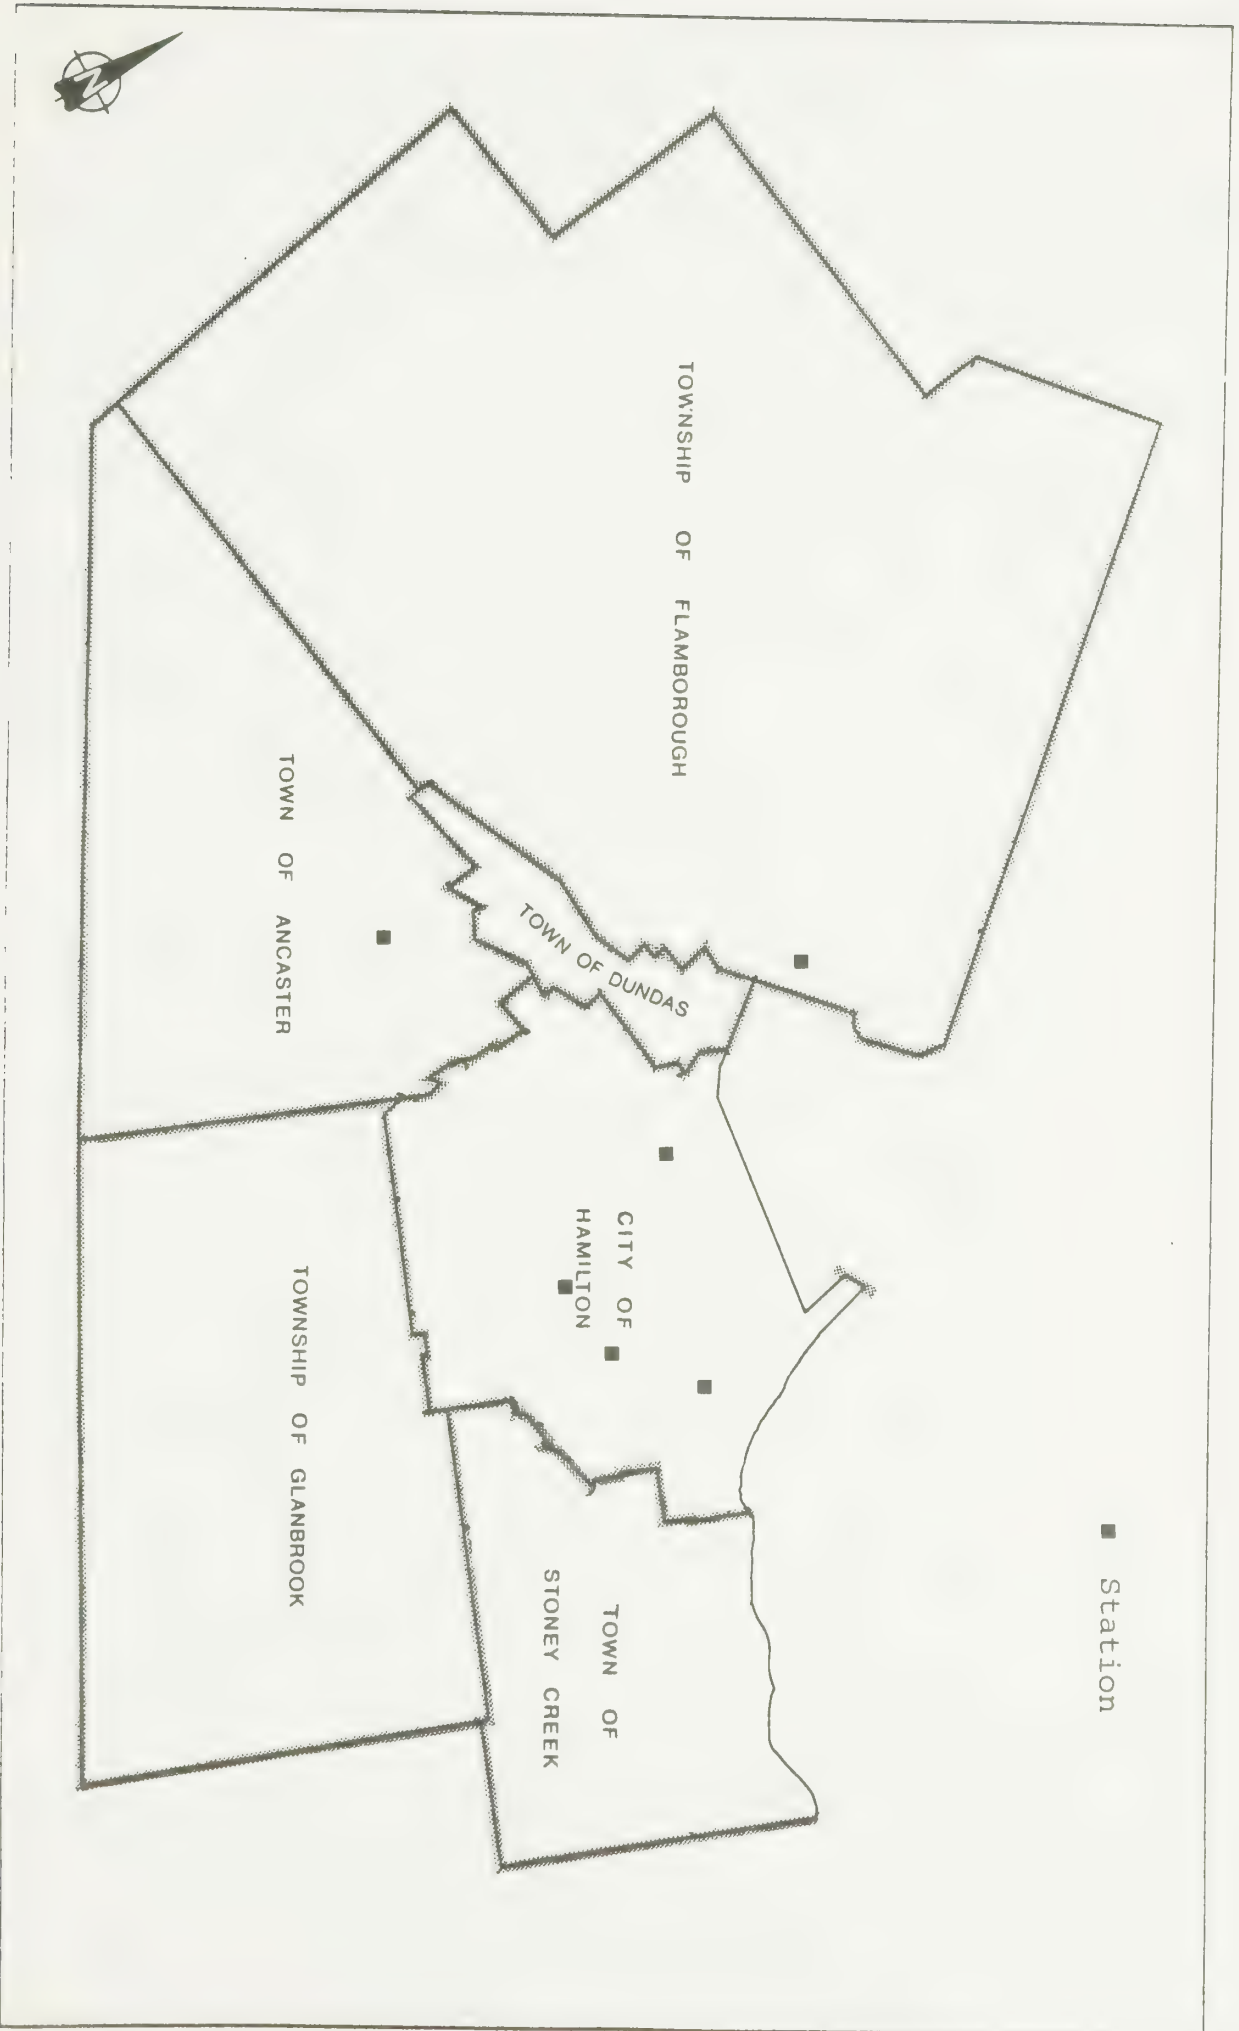 N
TOWNSHIP OF FLAMBOROUGH
TOWN OF ANCASTER
TOWN OF DUNDAS
CITY OF
HAMILTON
TOWNSHIP OF GLANBROOK
TOWN OF
STONEY CREEK
Station